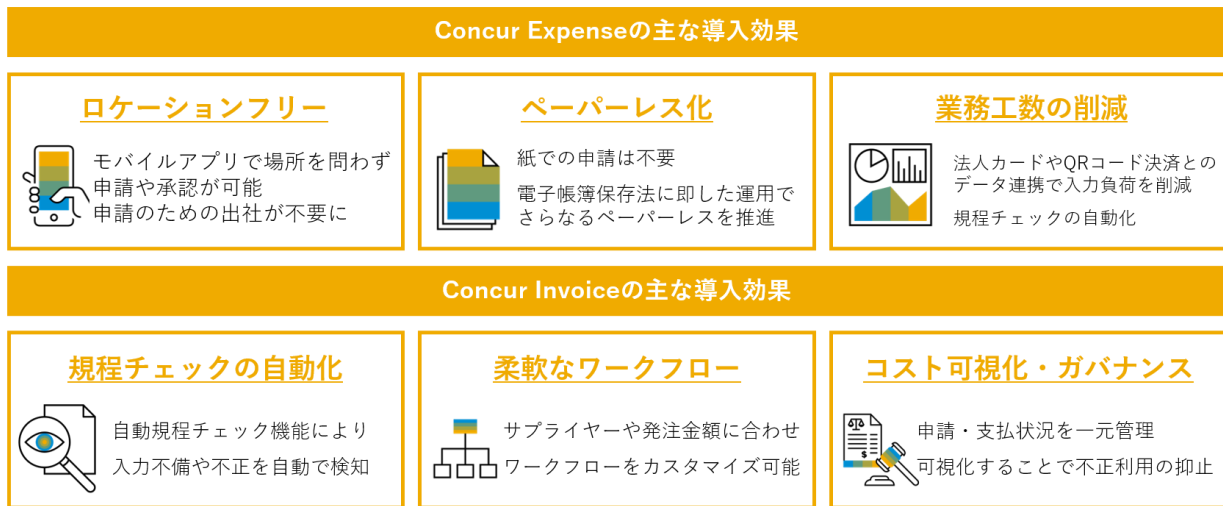 Concur Expenseの主な導入効果
ロケーションフリー
モバイルアプリで場所を問わず
申請や承認が可能
申請のための出社が不要に
ペーパーレス化
紙での申請は不要
電子帳簿保存法に即した運用で
さらなるペーパーレスを推進
業務工数の削減
法人カードやQRコード決済との
データ連携で入力負荷を削減
規程チェックの自動化
Concur Invoiceの主な導入効果
規程チェックの自動化
自動規程チェック機能により
入力不備や不正を自動で検知
柔軟なワークフロー
サプライヤーや発注金額に合わせ
ワークフローをカスタマイズ可能
コスト可視化・ガバナンス
$
申請・支払状況を一元管理
可視化することで不正利用の抑止